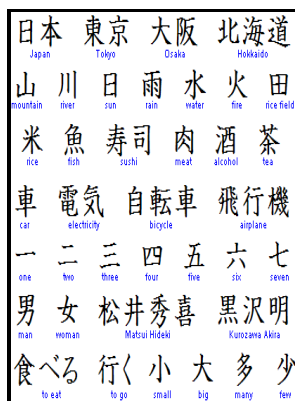 日本 東京 大阪 北海道
Japan Tokyo Osaka Hokkaido
山 川 日 雨 水 火 田
mountain river sun rain water fire rice field
米 魚 寿司 肉 酒 茶
rice fish sushi meat alcohol tea
車 電気 自転車 飛行機
car electricity bicycle airplane
一 二 三 四 五 六 七
one two three four five six seven
男 女 松井秀喜 黒沢明
man woman Matsui Hideki Kurozawa Akira
食べる 行く 小 大 多 少
to eat to go small big many few